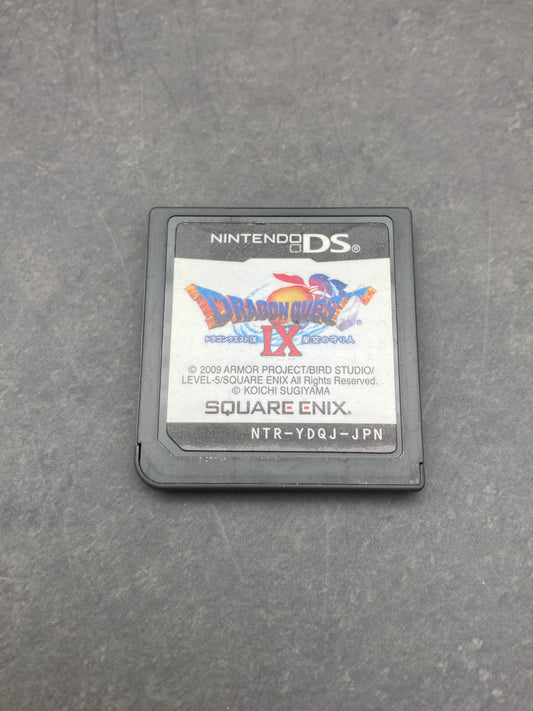 NINTENDO DS®
DRAGON QUEST®
ドラゴンクエストIX 星空の守り人
IX
© 2009 ARMOR PROJECT/BIRD STUDIO/
LEVEL-5/SQUARE ENIX All Rights Reserved.
© KOICHI SUGIYAMA
SQUARE ENIX.
NTR-YDQJ-JPN